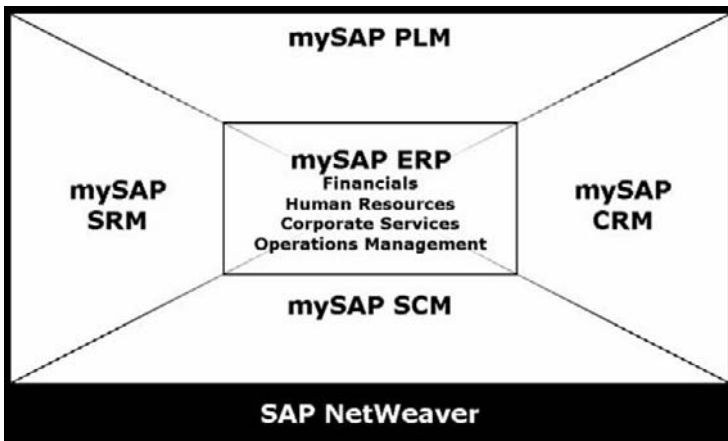 mySAP PLM
mySAP
SRM
mySAP ERP
Financials
Human Resources
Corporate Services
Operations Management
mySAP
CRM
mySAP SCM
SAP NetWeaver